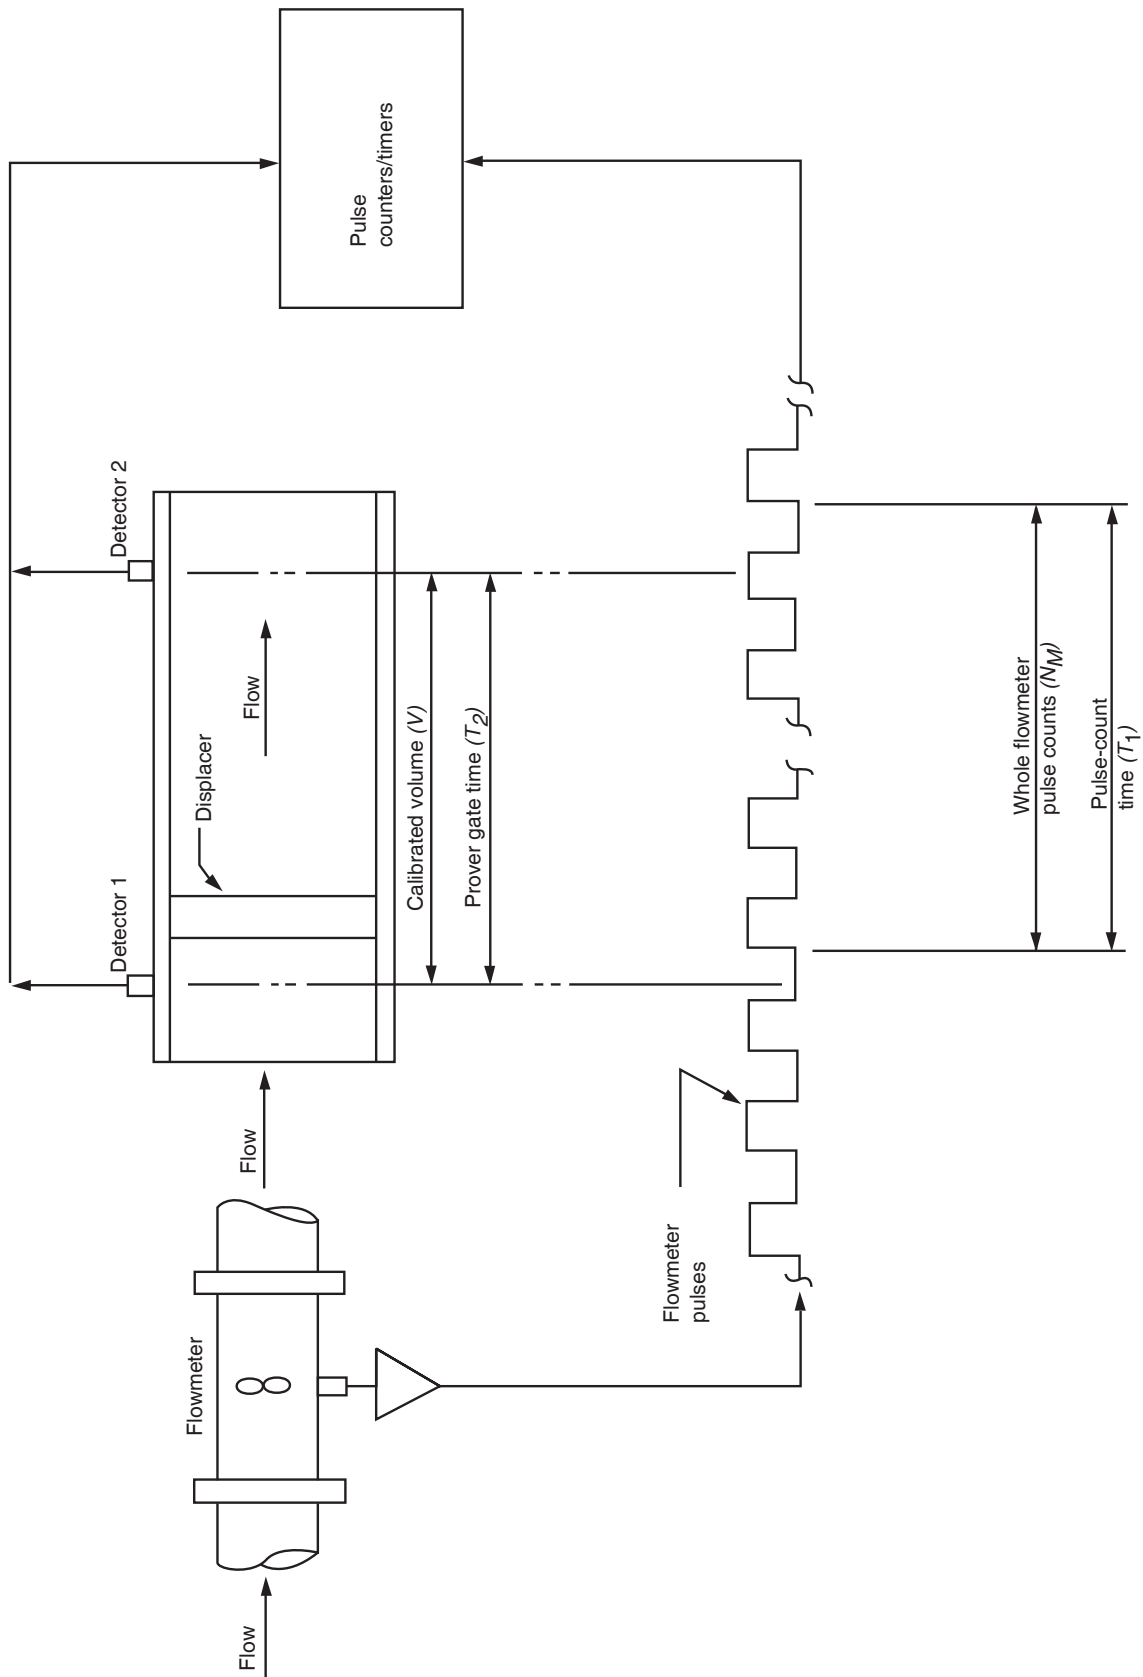 Pulse
counters/timers
Detector 1
Detector 2
Displacer
Flow
Flow
Flow
Flowmeter
Calibrated volume (V)
Prover gate time (T2)
Flowmeter
pulses
Whole flowmeter
pulse counts (NM)
Pulse-count
time (T1)